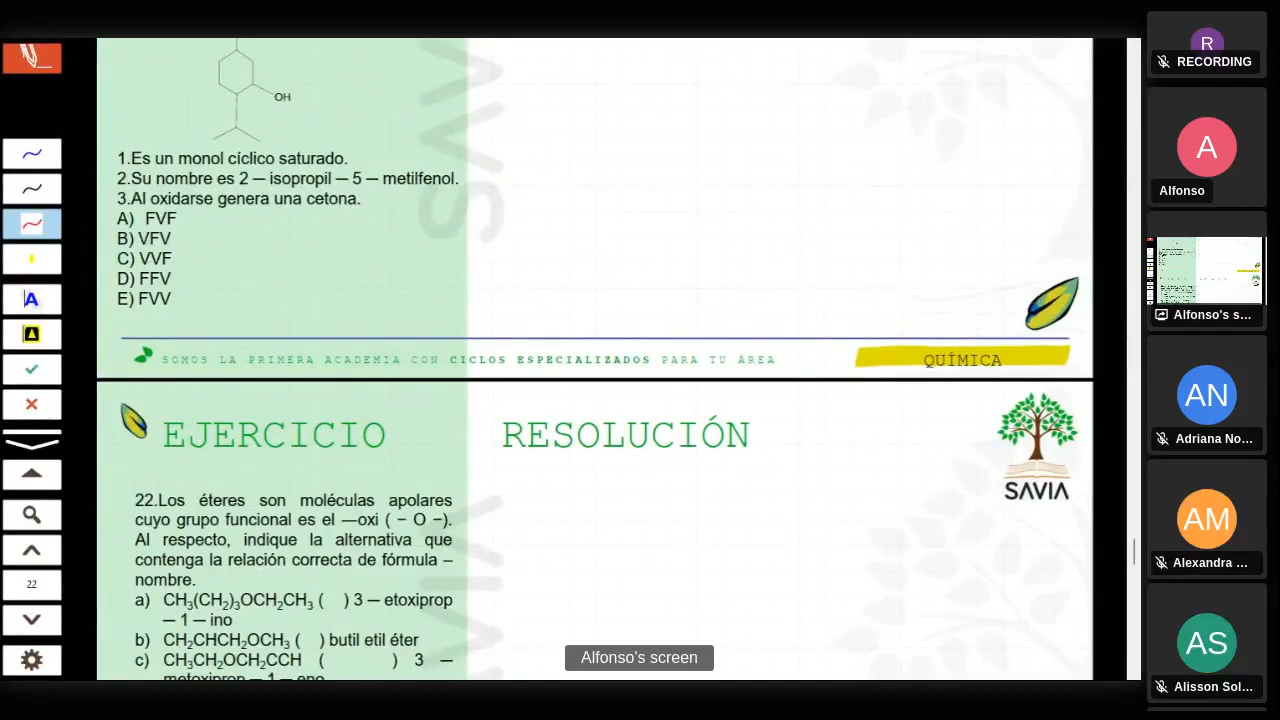 R
RECORDING
OH
A
Alfonso
1.Es un monol cíclico saturado.
2.Su nombre es 2 – isopropil – 5 – metilfenol.
3.Al oxidarse genera una cetona.
A) FVF
B) VFV
C) VVF
D) FFV
E) FVV
Alfonso's s...
SOMOS LA PRIMERA ACADEMIA CON CICLOS ESPECIALIZADOS PARA TU ÁREA
QUÍMICA
EJERCICIO
RESOLUCIÓN
SAVIA
22.Los éteres son moléculas apolares
cuyo grupo funcional es el —oxi ( − O −).
Al respecto, indique la alternativa que
contenga la relación correcta de fórmula –
nombre.
a) CH₃(CH₂)₃OCH₂CH₃ ( ) 3 – etoxiprop
– 1 – ino
b) CH₂CHCH₂OCH₃ ( ) butil etil éter
c) CH₃CH₂OCH₂CCH ( ) 3 –
metoxiprop – 1 – eno
Alfonso's screen
A
22
AN
Adriana No...
AM
Alexandra ...
AS
Alisson Sol...